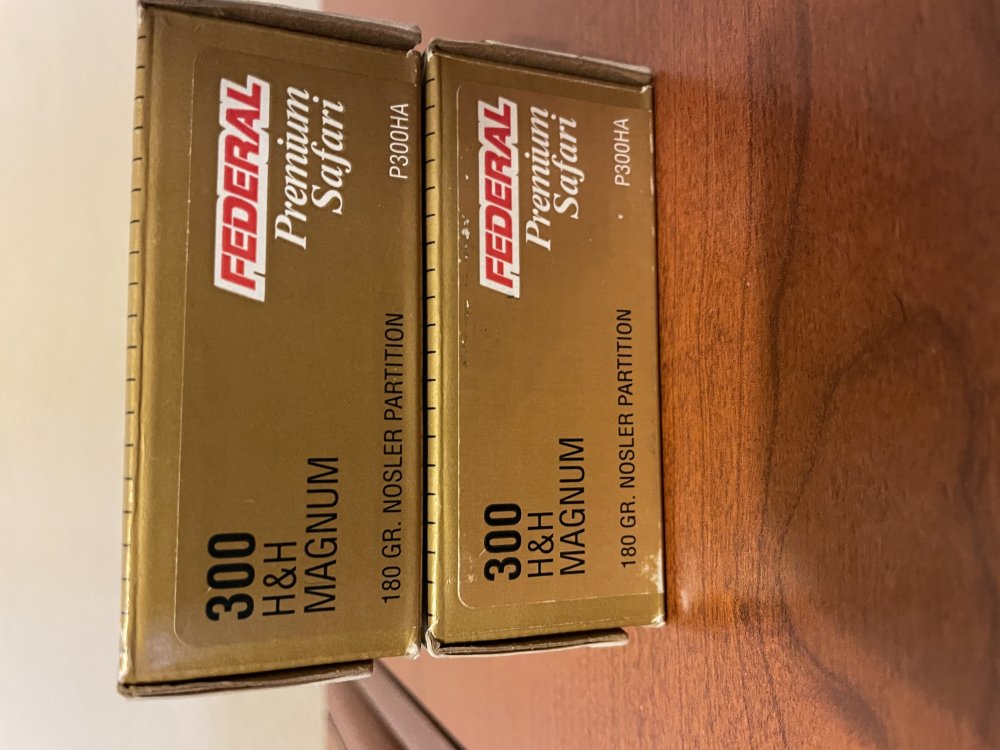 300
H&H
MAGNUM
180 GR. NOSLER PARTITION
FEDERAL
Premium
Safari
P300HA
300
H&H
MAGNUM
180 GR. NOSLER PARTITION
FEDERAL
Premium
Safari
P300HA